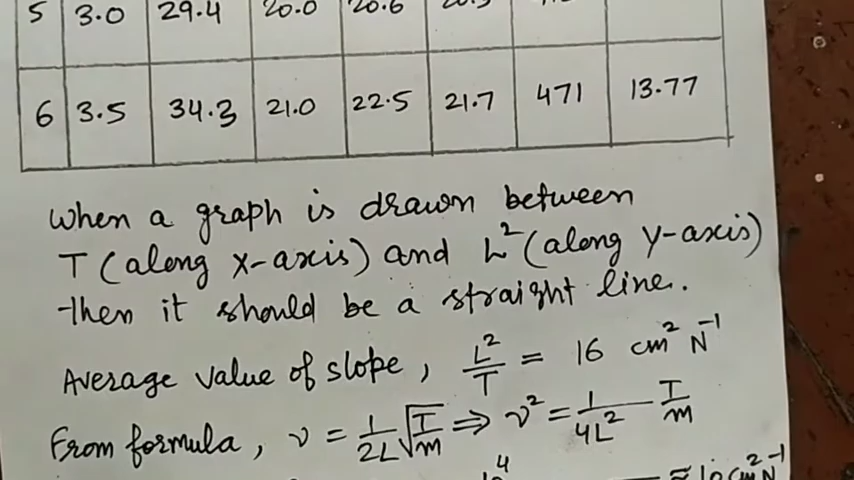 5 3.0 29.4 20.0 20.6
6 3.5 34.3 21.0 22.5 21.7 471 13.77
When a graph is drawn between
T (along x-axis) and L² (along y-axis)
then it should be a straight line.
Average value of slope, L²/T = 16 cm² N⁻¹
From formula, ν = 1/2L √T/m ⇒ ν² = 1/4L² T/m